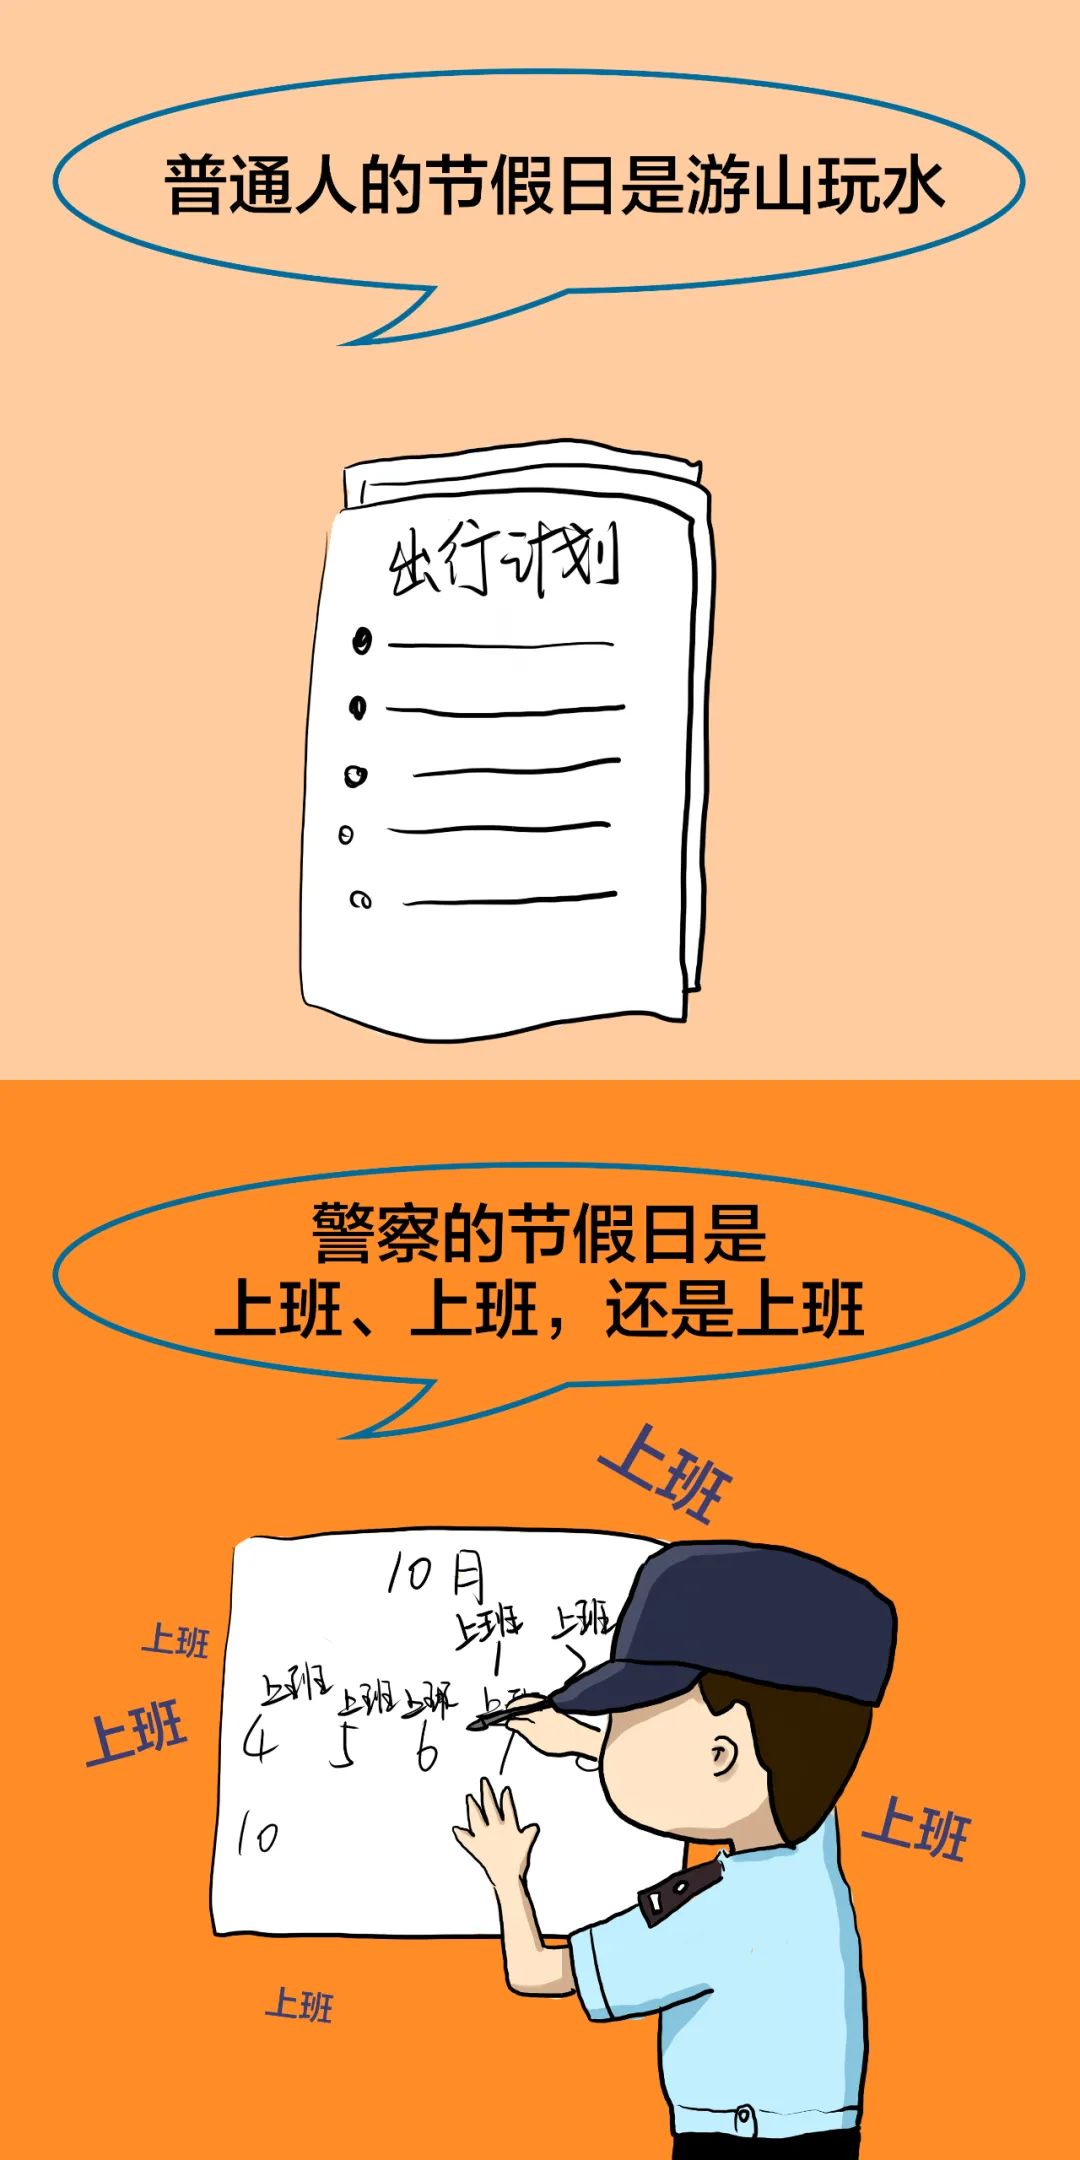 普通人的节假日是游山玩水
出行计划
警察的节假日是
上班、上班，还是上班
上班
10月
上班 上班
1 2
上班
上班 上班 上班 上班
上班
4 5 6
10
上班
上班